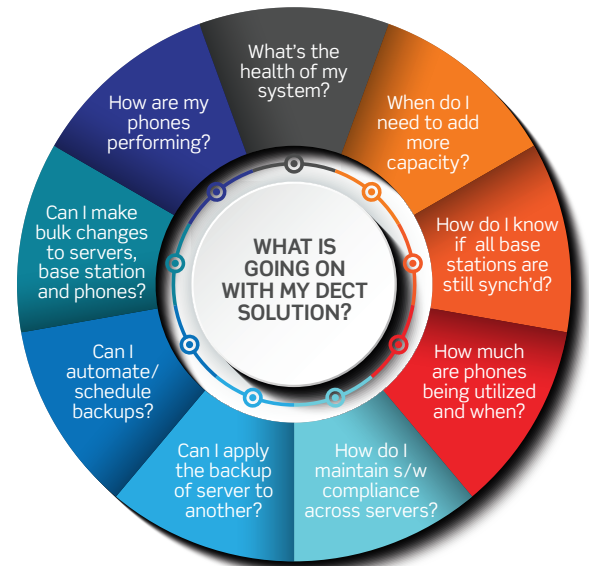 What's the
health of my
system?
When do I
need to add
more
capacity?
How do I know
if all base
stations are
still synch'd?
How much
are phones
being utilized
and when?
How do I
maintain s/w
compliance
across servers?
Can I apply
the backup
of server to
another?
Can I
automate/
schedule
backups?
Can I make
bulk changes
to servers,
base station
and phones?
How are my
phones
performing?
WHAT IS
GOING ON
WITH MY DECT
SOLUTION?